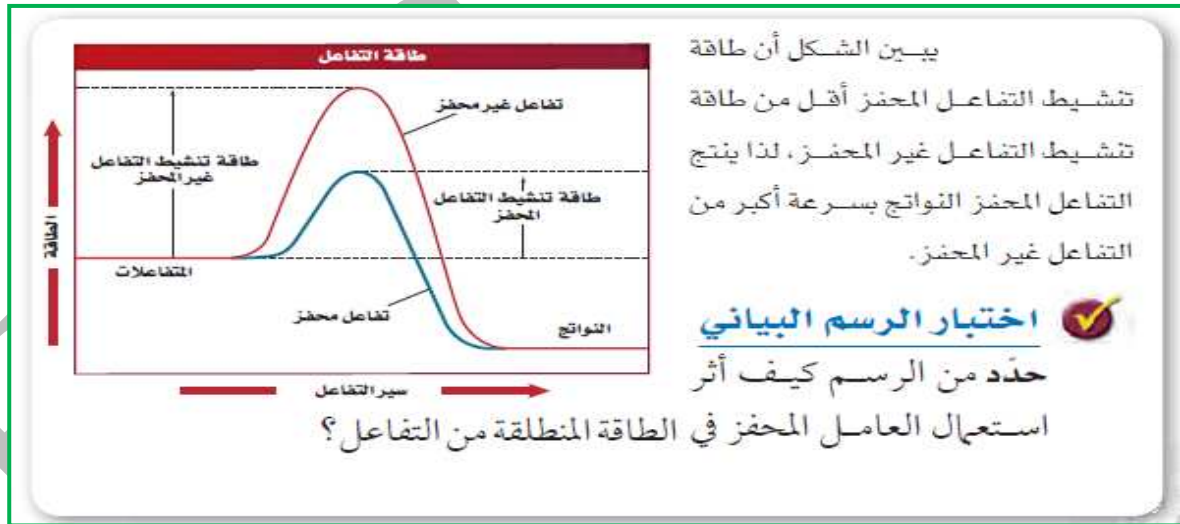 يبين الشكل أن طاقة
تنشيط التفاعل المحفز أقل من طاقة
تنشيط التفاعل غير المحفز، لذا ينتج
التفاعل المحفز النواتج بسرعة أكبر من
التفاعل غير المحفز.
اختبار الرسم البياني
حدّد من الرسم كيف أثر
استعمال العامل المحفز في الطاقة المنطلقة من التفاعل؟
طاقة التفاعل
تفاعل غير محفز
طاقة تنشيط التفاعل
غير المحفز
طاقة تنشيط التفاعل
المحفز
الطاقة
المتفاعلات
تفاعل محفز
النواتج
سير التفاعل